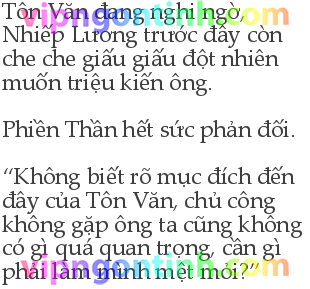 Tôn Văn đang nghi ngờ,
Nhiếp Lương trước đây còn
che che giấu giấu đột nhiên
muốn triệu kiến ông.
Phiền Thần hết sức phản đối.
“Không biết rõ mục đích đến
đây của Tôn Văn, chủ công
không gặp ông ta cũng không
có gì quá quan trọng, cần gì
phải làm mình mệt mỏi?”
vipngontinh.com
vipngontinh.com